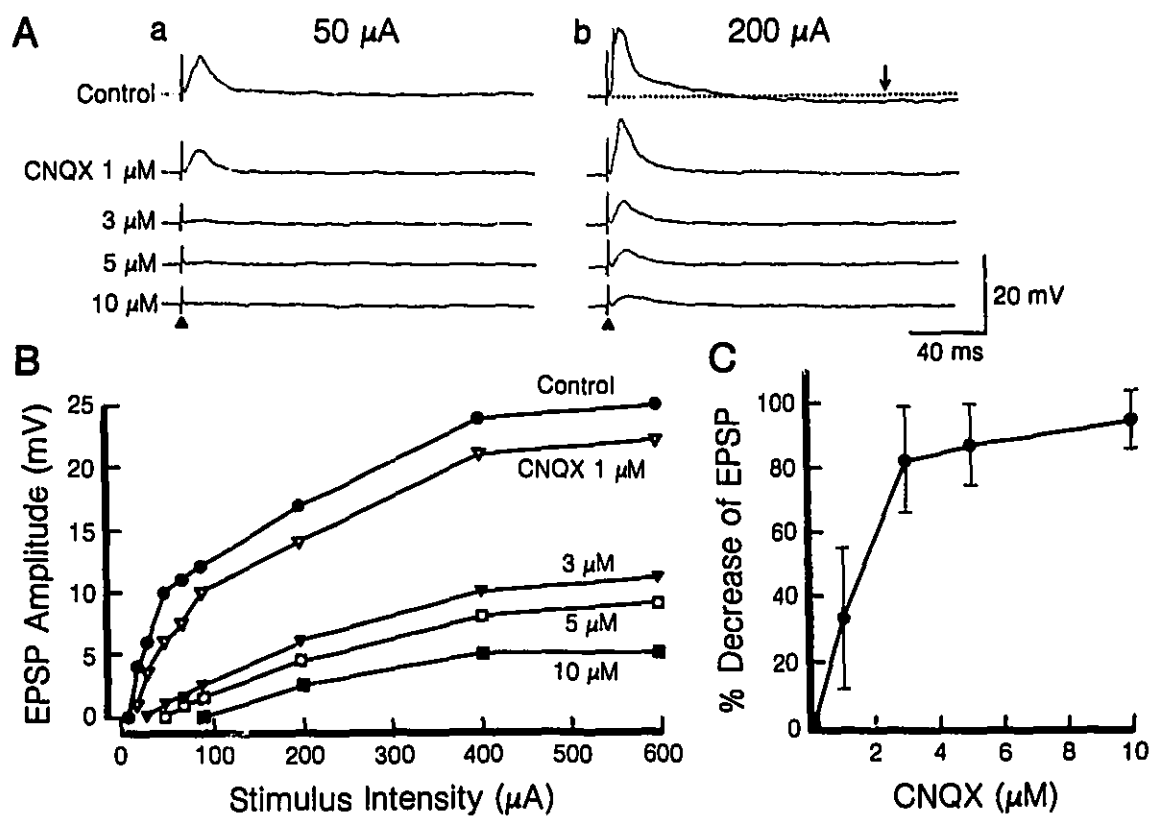 A a 50 µA b 200 µA
Control
CNQX 1 µM
3 µM
5 µM
10 µM
20 mV
40 ms
B
EPSP Amplitude (mV)
25
20
15
10
5
0
Control
CNQX 1 µM
3 µM
5 µM
10 µM
0 100 200 300 400 500 600
Stimulus Intensity (µA)
C
% Decrease of EPSP
100
80
60
40
20
0
2 4 6 8 10
CNQX (µM)